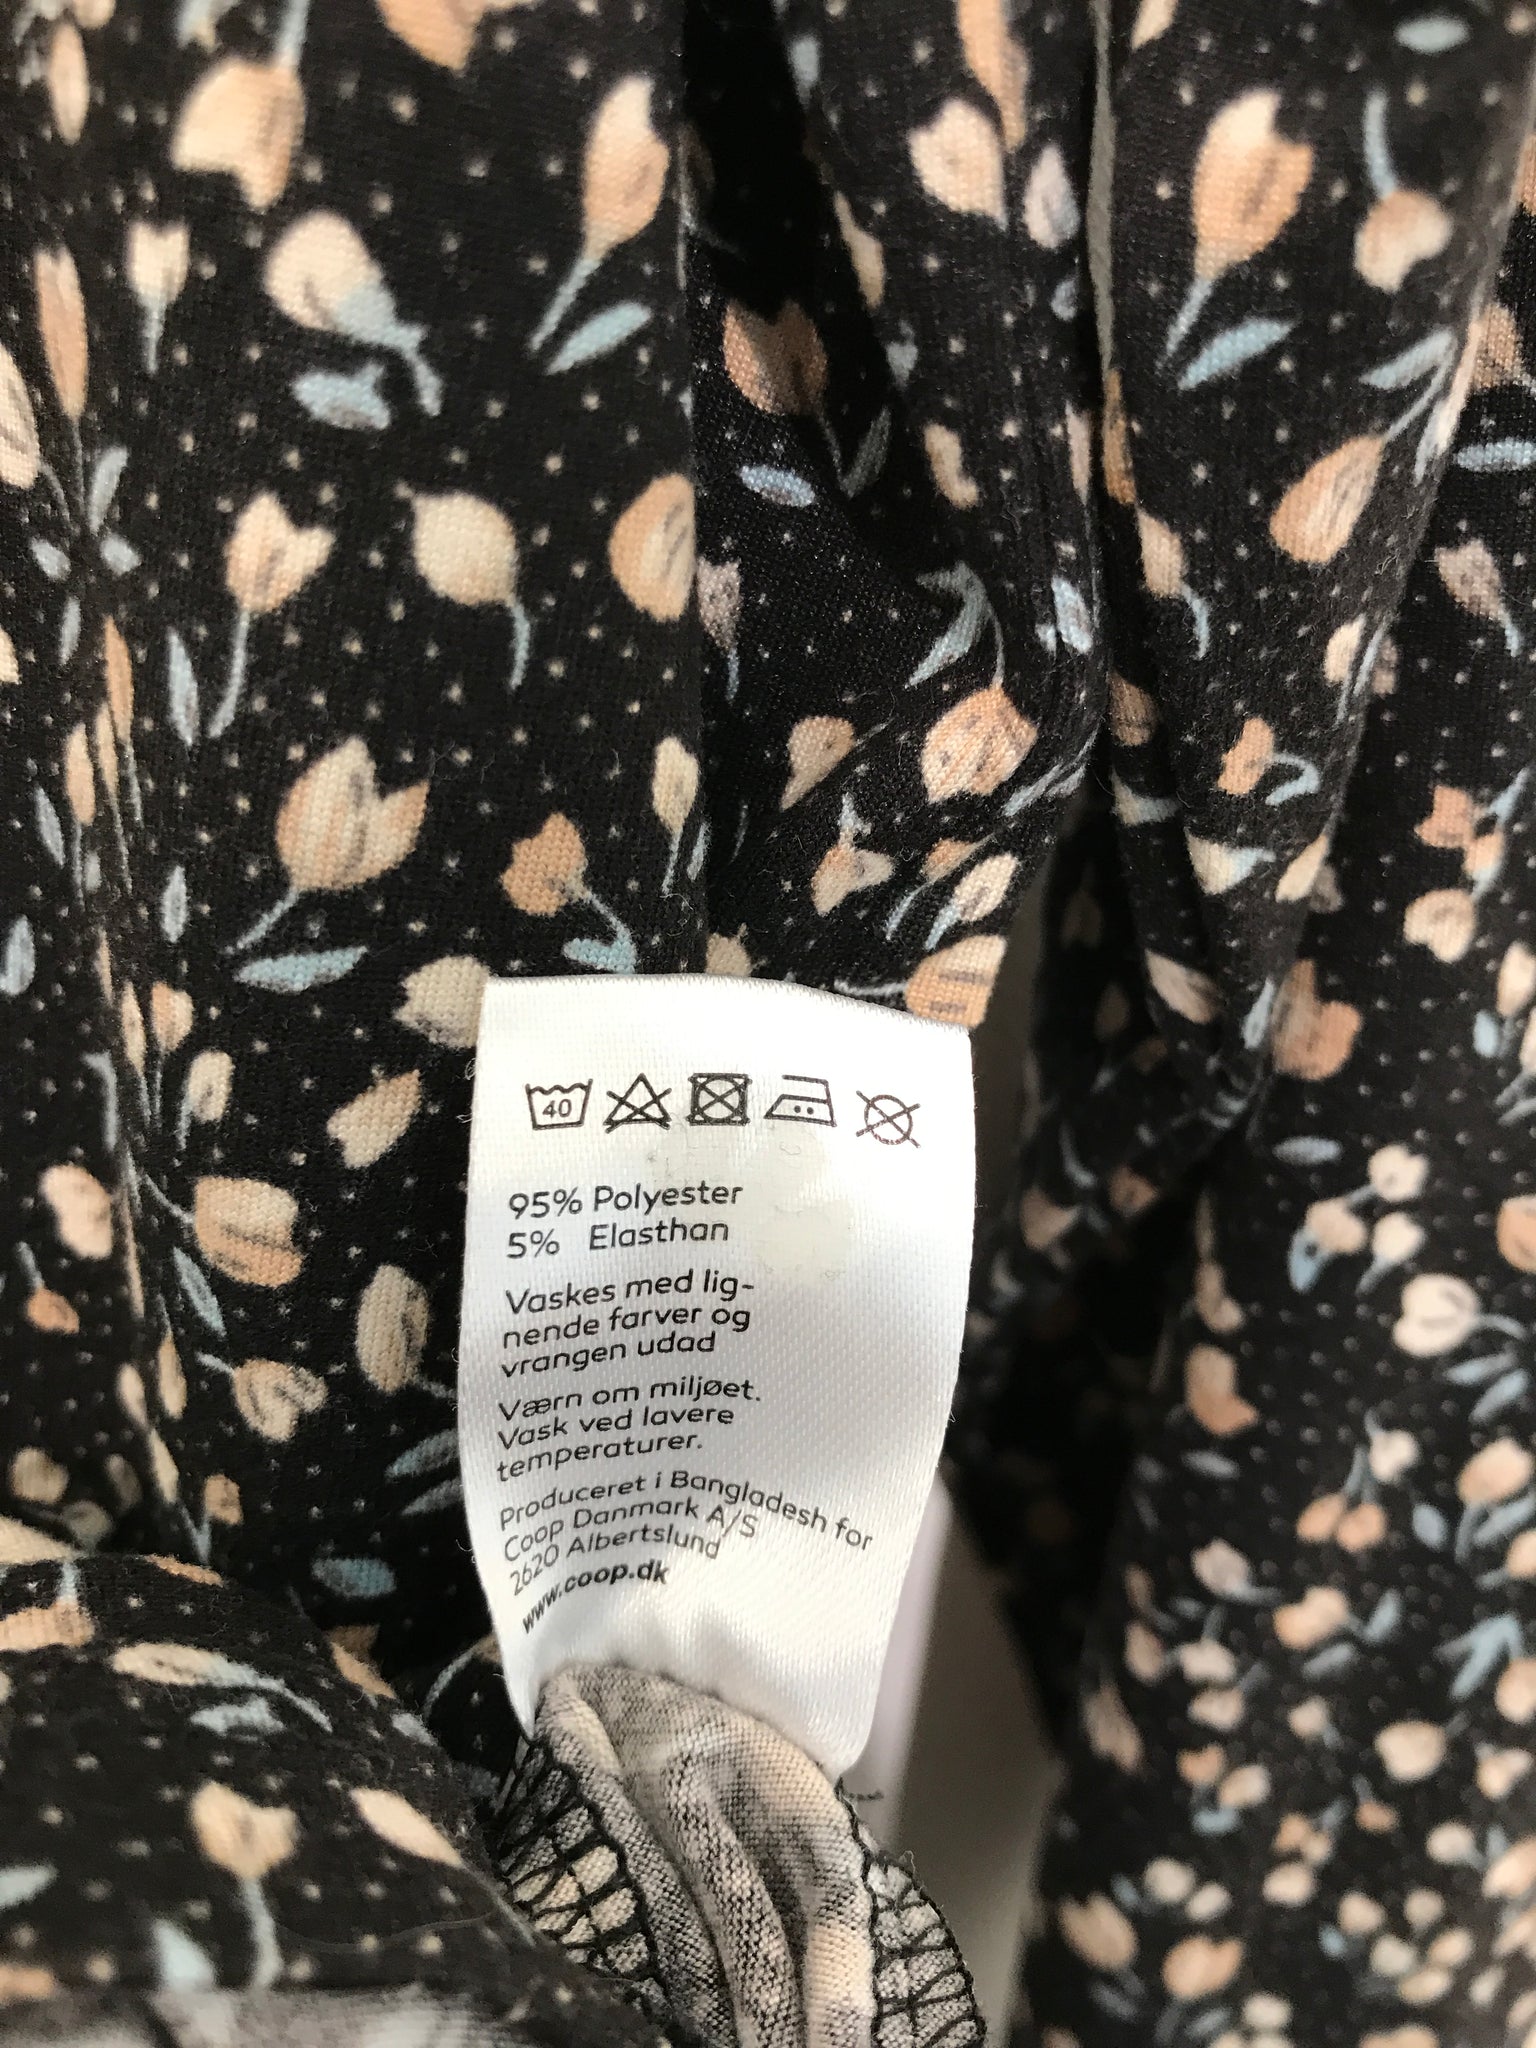 40
95% Polyester
5% Elasthan
Vaskes med lig-
nende farver og
vrangen udad
Værn om miljøet.
Vask ved lavere
temperaturer.
Produceret i Bangladesh for
Coop Danmark A/S
2620 Albertslund
www.coop.dk